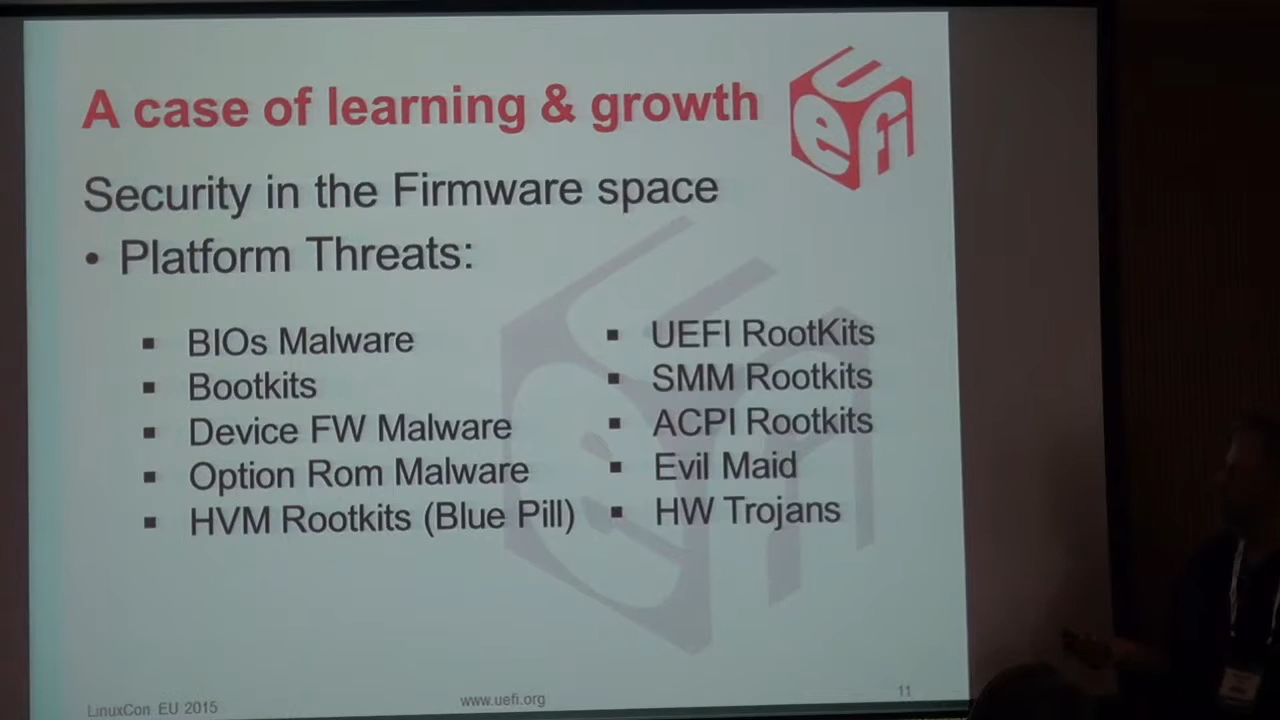 A case of learning & growth
UEFI
Security in the Firmware space
• Platform Threats:
▪ BIOs Malware
▪ Bootkits
▪ Device FW Malware
▪ Option Rom Malware
▪ HVM Rootkits (Blue Pill)
▪ UEFI RootKits
▪ SMM Rootkits
▪ ACPI Rootkits
▪ Evil Maid
▪ HW Trojans
LinuxCon EU 2015
www.uefi.org
11